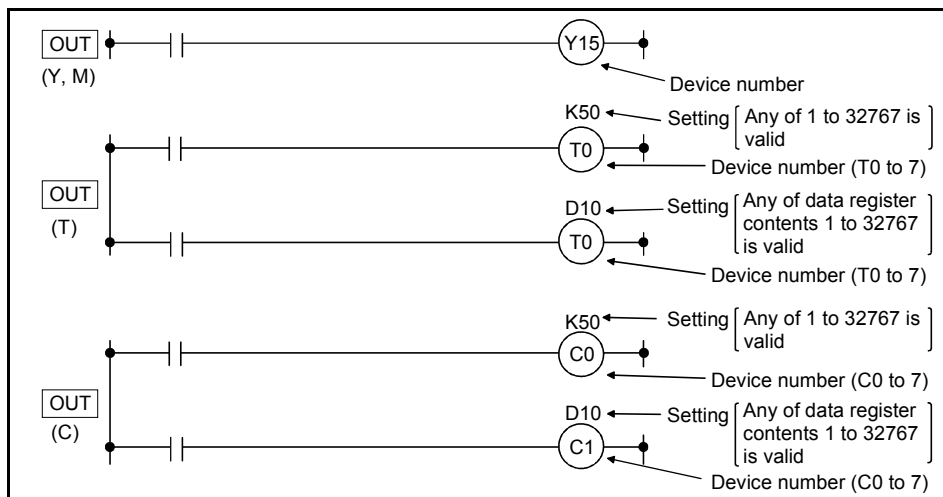 OUT
(Y, M)
Y15
Device number
K50
Setting
Any of 1 to 32767 is
valid
T0
Device number (T0 to 7)
OUT
(T)
D10
Setting
Any of data register
contents 1 to 32767
is valid
T0
Device number (T0 to 7)
K50
Setting
Any of 1 to 32767 is
valid
C0
Device number (C0 to 7)
OUT
(C)
D10
Setting
Any of data register
contents 1 to 32767
is valid
C1
Device number (C0 to 7)